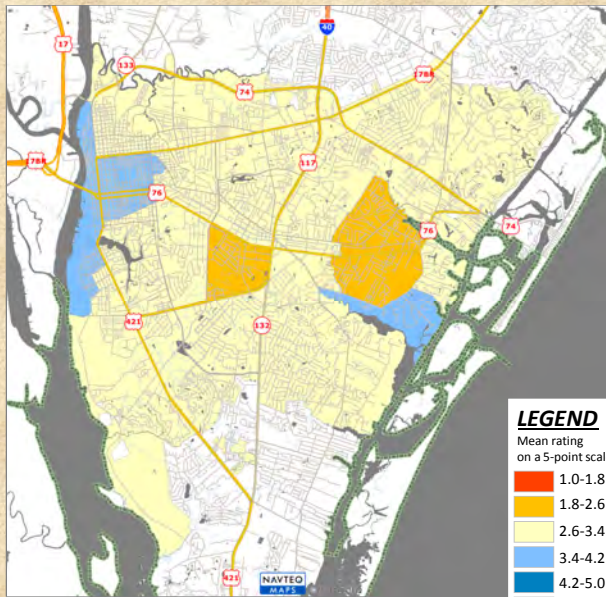 40
17
133
74
17BR
17BR
117
76
76
74
421
132
LEGEND
Mean rating
on a 5-point scal
1.0-1.8
1.8-2.6
2.6-3.4
3.4-4.2
4.2-5.0
421
NAVTEQ
MAPS